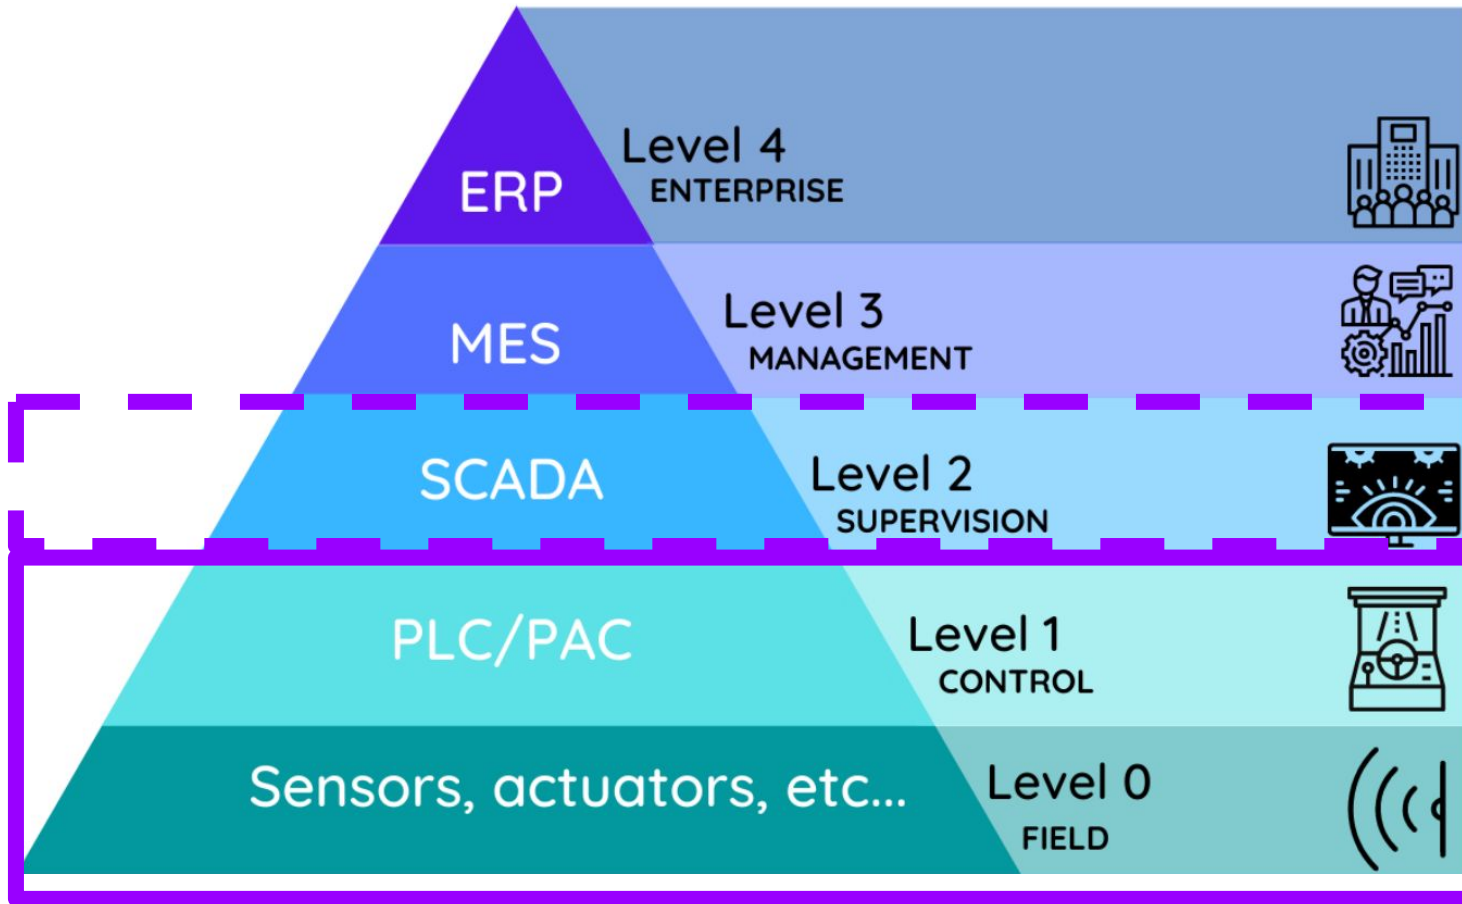 ERP
Level 4
ENTERPRISE
MES
Level 3
MANAGEMENT
SCADA
Level 2
SUPERVISION
PLC/PAC
Level 1
CONTROL
Sensors, actuators, etc...
Level 0
FIELD